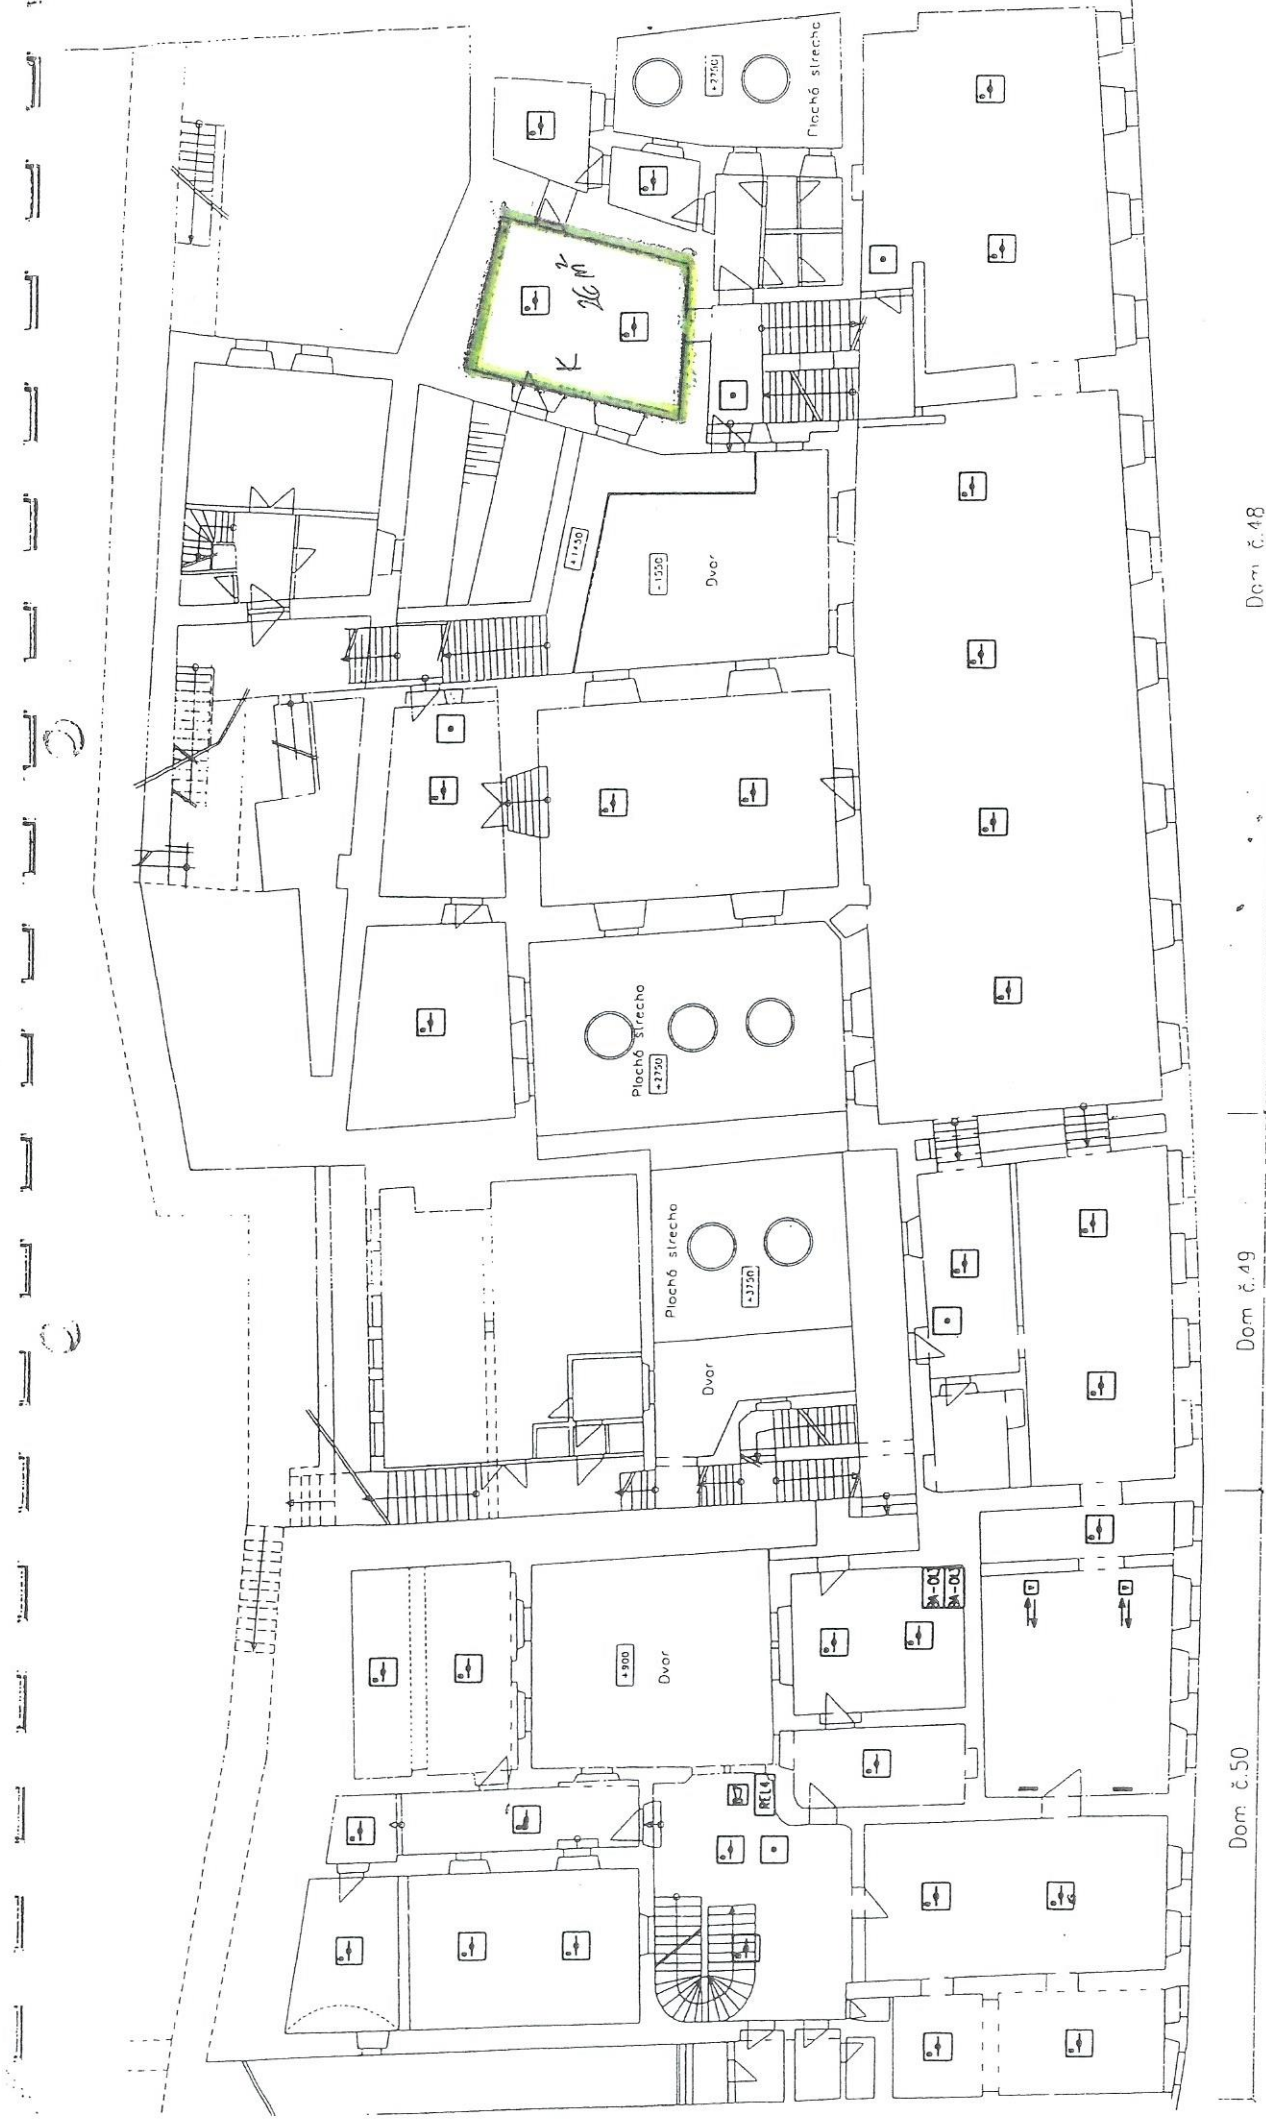 +2750
Plochá strecha
K
26 m²
+1450
-1550
Dvor
Plochá strecha
+2750
Plochá strecha
+3750
Dvor
+900
Dvor
REL4
Dom č.48
Dom č.49
Dom č.50